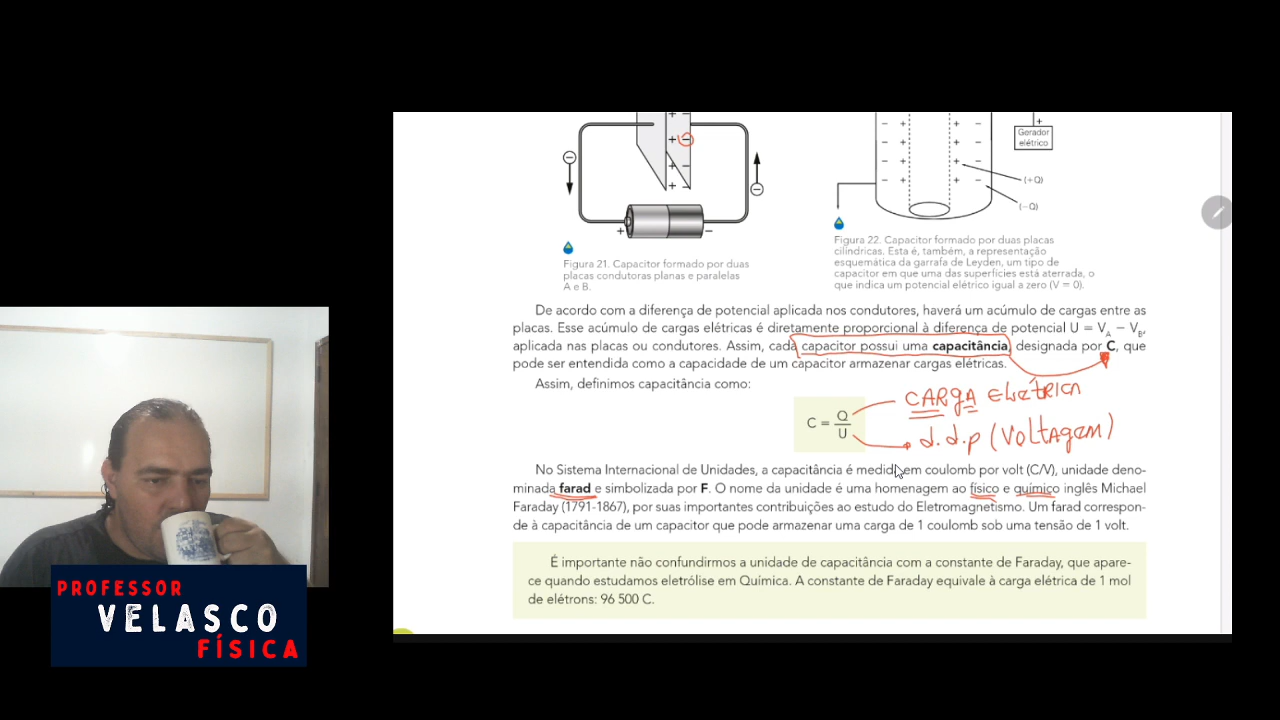 Gerador
elétrico
(+Q)
(−Q)
Figura 21. Capacitor formado por duas
placas condutoras planas e paralelas
A e B.
Figura 22. Capacitor formado por duas placas
cilíndricas. Esta é, também, a representação
esquemática da garrafa de Leyden, um tipo de
capacitor em que uma das superfícies está aterrada, o
que indica um potencial elétrico igual a zero (V = 0).
De acordo com a diferença de potencial aplicada nos condutores, haverá um acúmulo de cargas entre as
placas. Esse acúmulo de cargas elétricas é diretamente proporcional à diferença de potencial U = VA − VB,
aplicada nas placas ou condutores. Assim, cada capacitor possui uma capacitância, designada por C, que
pode ser entendida como a capacidade de um capacitor armazenar cargas elétricas.
Assim, definimos capacitância como:
C = Q/U
CARgA ElétRICA
d.d.p (VOltAgEM)
No Sistema Internacional de Unidades, a capacitância é medida em coulomb por volt (C/V), unidade deno-
minada farad e simbolizada por F. O nome da unidade é uma homenagem ao físico e químico inglês Michael
Faraday (1791-1867), por suas importantes contribuições ao estudo do Eletromagnetismo. Um farad correspon-
de à capacitância de um capacitor que pode armazenar uma carga de 1 coulomb sob uma tensão de 1 volt.
É importante não confundirmos a unidade de capacitância com a constante de Faraday, que apare-
ce quando estudamos eletrólise em Química. A constante de Faraday equivale à carga elétrica de 1 mol
de elétrons: 96 500 C.
PROFESSOR
VELASCO
FÍSICA